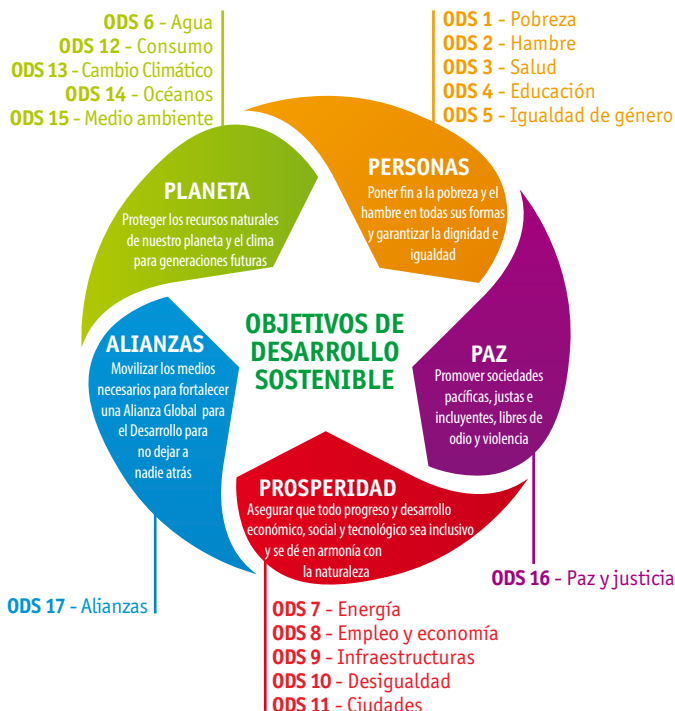 ODS 6 - Agua
ODS 12 - Consumo
ODS 13 - Cambio Climático
ODS 14 - Océanos
ODS 15 - Medio ambiente
ODS 1 - Pobreza
ODS 2 - Hambre
ODS 3 - Salud
ODS 4 - Educación
ODS 5 - Igualdad de género
PLANETA
Proteger los recursos naturales
de nuestro planeta y el clima
para generaciones futuras
PERSONAS
Poner fin a la pobreza y el
hambre en todas sus formas
y garantizar la dignidad e
igualdad
OBJETIVOS DE
DESARROLLO
SOSTENIBLE
ALIANZAS
Movilizar los medios
necesarios para fortalecer
una Alianza Global para
el Desarrollo para
no dejar a
nadie atrás
PAZ
Promover sociedades
pacíficas, justas e
incluyentes, libres de
odio y violencia
PROSPERIDAD
Asegurar que todo progreso y desarrollo
económico, social y tecnológico sea inclusivo
y se dé en armonía con
la naturaleza
ODS 16 - Paz y justicia
ODS 17 - Alianzas
ODS 7 - Energía
ODS 8 - Empleo y economía
ODS 9 - Infraestructuras
ODS 10 - Desigualdad
ODS 11 - Ciudades